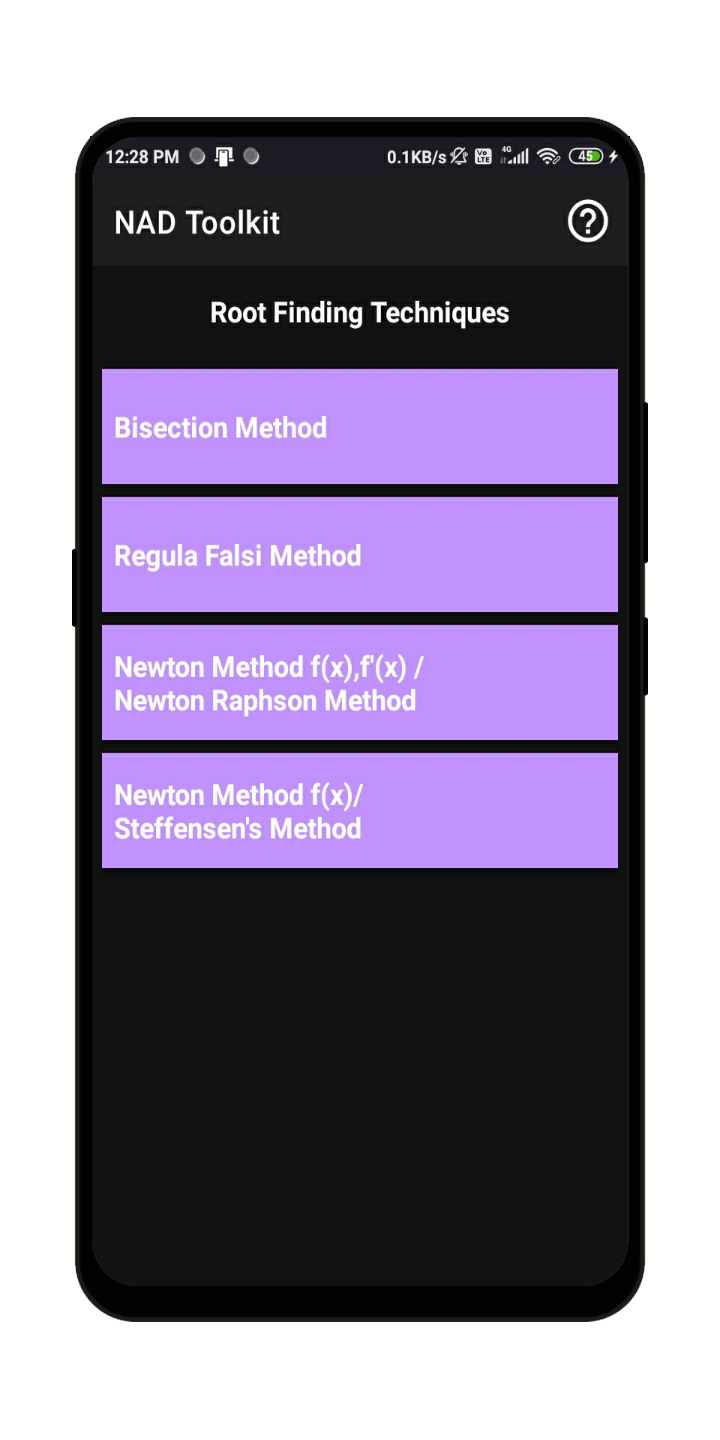 12:28 PM 0.1KB/s Vo LTE 4G 45
NAD Toolkit
Root Finding Techniques
Bisection Method
Regula Falsi Method
Newton Method f(x),f'(x) /
Newton Raphson Method
Newton Method f(x)/
Steffensen's Method